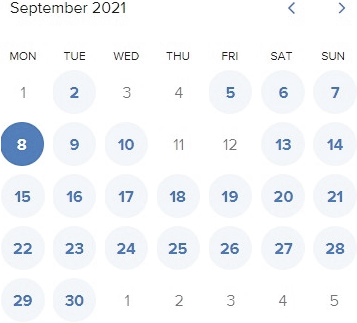 September 2021
MON TUE WED THU FRI SAT SUN
1 2 3 4 5 6 7
8 9 10 11 12 13 14
15 16 17 18 19 20 21
22 23 24 25 26 27 28
29 30 1 2 3 4 5